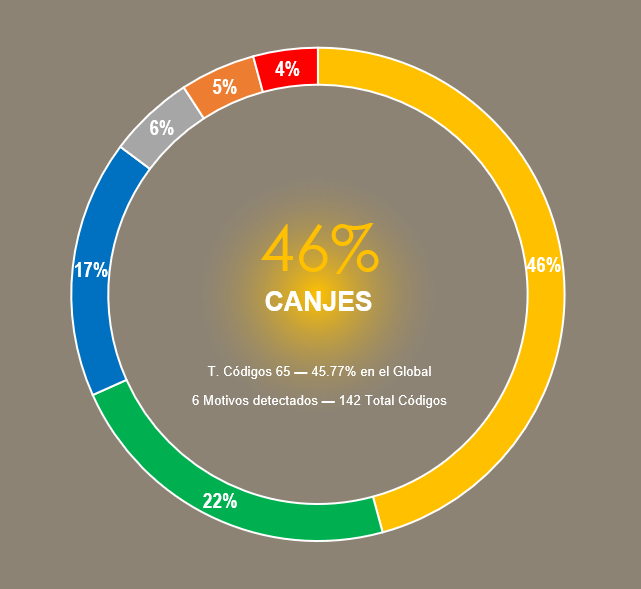 4%
5%
6%
46%
CANJES
46%
17%
T. Códigos 65 — 45.77% en el Global
6 Motivos detectados — 142 Total Códigos
22%